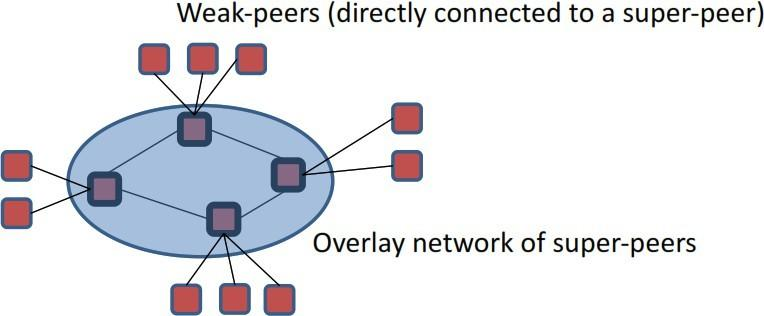 Weak-peers (directly connected to a super-peer)
Overlay network of super-peers